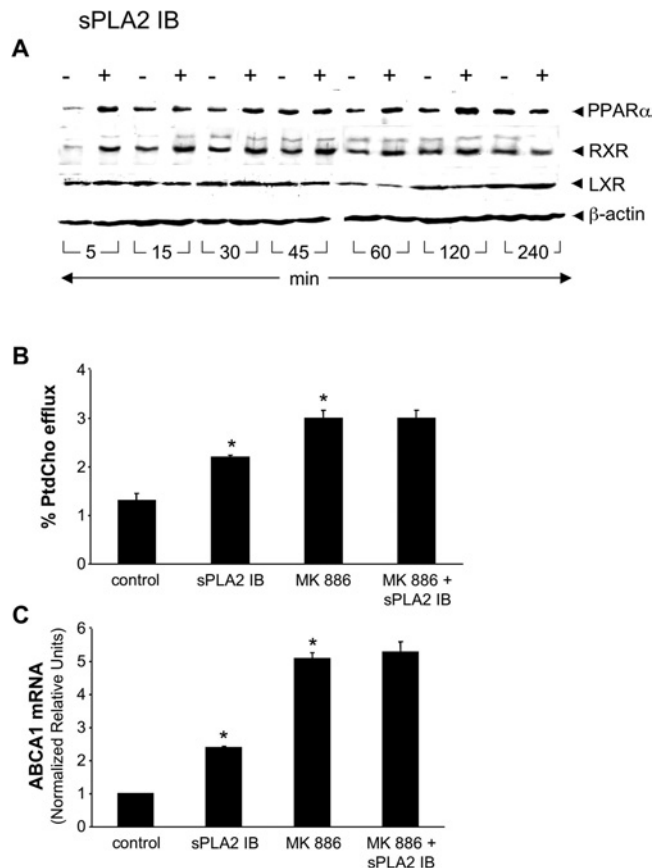 sPLA2 IB
A
- + - + - + - + - + - + - +
◄ PPARα
◄ RXR
◄ LXR
◄ β-actin
5 15 30 45 60 120 240
min
B
% PtdCho efflux
4
3
2
1
0
control sPLA2 IB MK 886 MK 886 +
sPLA2 IB
* *
C
ABCA1 mRNA
(Normalized Relative Units)
6
5
4
3
2
1
0
control sPLA2 IB MK 886 MK 886 +
sPLA2 IB
* *